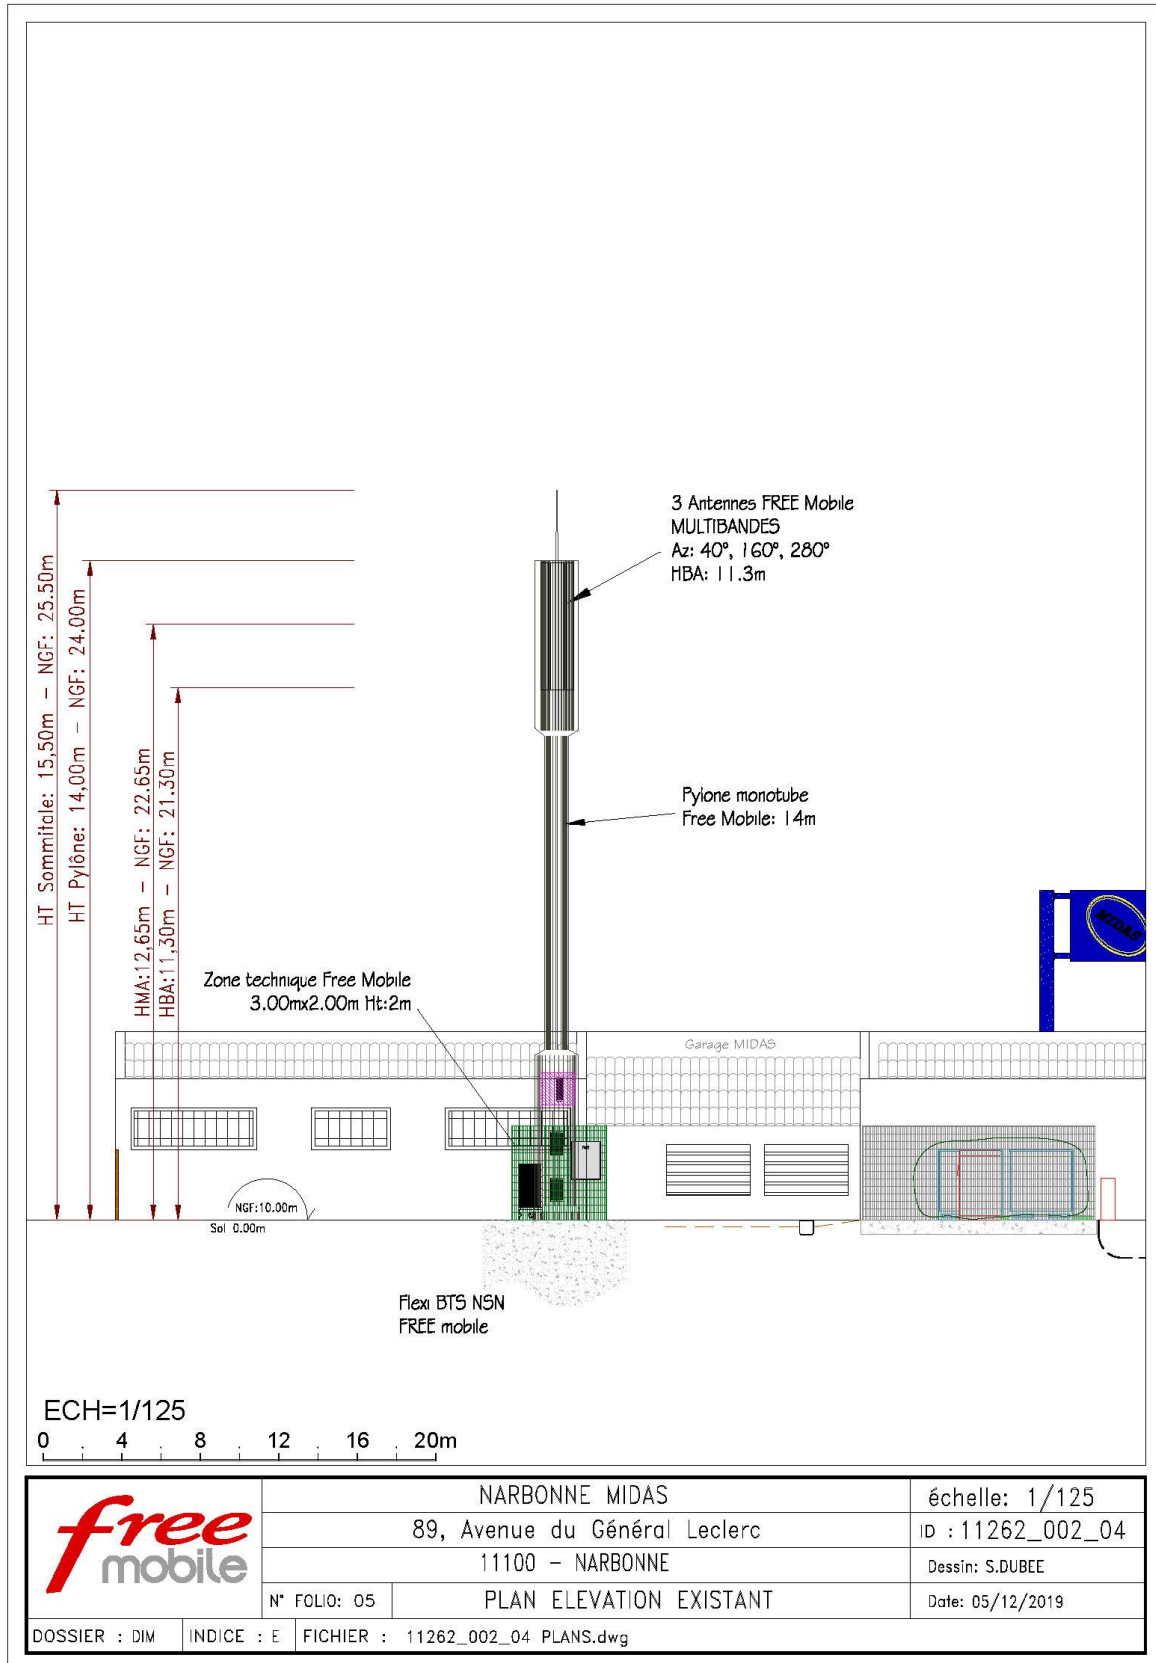 3 Antennes FREE Mobile
MULTIBANDES
Az: 40°, 160°, 280°
HBA: 11.3m
HT Sommitale: 15,50m – NGF: 25.50m
HT Pylône: 14,00m – NGF: 24.00m
HMA:12,65m – NGF: 22.65m
HBA:11,30m – NGF: 21.30m
Pylone monotube
Free Mobile: 14m
MIDAS
Zone technique Free Mobile
3.00mx2.00m Ht:2m
Garage MIDAS
NGF:10.00m
Sol 0.00m
Flexi BTS NSN
FREE mobile
ECH=1/125
0 4 8 12 16 20m
free
mobile
NARBONNE MIDAS
89, Avenue du Général Leclerc
11100 – NARBONNE
N° FOLIO: 05
PLAN ELEVATION EXISTANT
échelle: 1/125
ID : 11262_002_04
Dessin: S.DUBEE
Date: 05/12/2019
DOSSIER : DIM
INDICE : E
FICHIER : 11262_002_04 PLANS.dwg